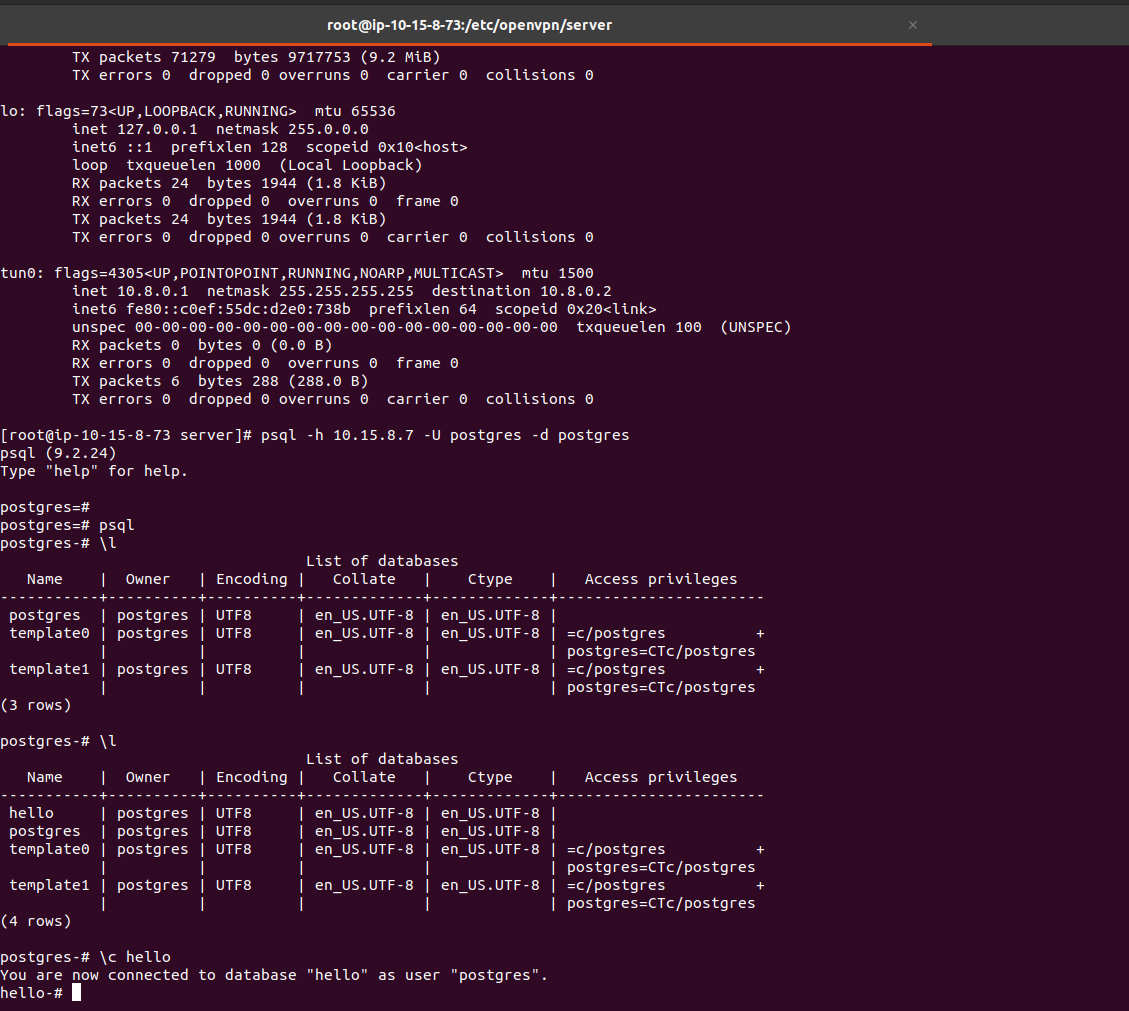 root@ip-10-15-8-73:/etc/openvpn/server ×
        TX packets 71279  bytes 9717753 (9.2 MiB)
        TX errors 0  dropped 0 overruns 0  carrier 0  collisions 0
lo: flags=73<UP,LOOPBACK,RUNNING>  mtu 65536
        inet 127.0.0.1  netmask 255.0.0.0
        inet6 ::1  prefixlen 128  scopeid 0x10<host>
        loop  txqueuelen 1000  (Local Loopback)
        RX packets 24  bytes 1944 (1.8 KiB)
        RX errors 0  dropped 0  overruns 0  frame 0
        TX packets 24  bytes 1944 (1.8 KiB)
        TX errors 0  dropped 0 overruns 0  carrier 0  collisions 0
tun0: flags=4305<UP,POINTOPOINT,RUNNING,NOARP,MULTICAST>  mtu 1500
        inet 10.8.0.1  netmask 255.255.255.255  destination 10.8.0.2
        inet6 fe80::c0ef:55dc:d2e0:738b  prefixlen 64  scopeid 0x20<link>
        unspec 00-00-00-00-00-00-00-00-00-00-00-00-00-00-00-00  txqueuelen 100  (UNSPEC)
        RX packets 0  bytes 0 (0.0 B)
        RX errors 0  dropped 0  overruns 0  frame 0
        TX packets 6  bytes 288 (288.0 B)
        TX errors 0  dropped 0 overruns 0  carrier 0  collisions 0
[root@ip-10-15-8-73 server]# psql -h 10.15.8.7 -U postgres -d postgres
psql (9.2.24)
Type "help" for help.
postgres=#
postgres=# psql
postgres-# \l
                                  List of databases
   Name    |  Owner   | Encoding |   Collate   |    Ctype    |   Access privileges
-----------+----------+----------+-------------+-------------+-----------------------
 postgres  | postgres | UTF8     | en_US.UTF-8 | en_US.UTF-8 |
 template0 | postgres | UTF8     | en_US.UTF-8 | en_US.UTF-8 | =c/postgres          +
           |          |          |             |             | postgres=CTc/postgres
 template1 | postgres | UTF8     | en_US.UTF-8 | en_US.UTF-8 | =c/postgres          +
           |          |          |             |             | postgres=CTc/postgres
(3 rows)
postgres-# \l
                                  List of databases
   Name    |  Owner   | Encoding |   Collate   |    Ctype    |   Access privileges
-----------+----------+----------+-------------+-------------+-----------------------
 hello     | postgres | UTF8     | en_US.UTF-8 | en_US.UTF-8 |
 postgres  | postgres | UTF8     | en_US.UTF-8 | en_US.UTF-8 |
 template0 | postgres | UTF8     | en_US.UTF-8 | en_US.UTF-8 | =c/postgres          +
           |          |          |             |             | postgres=CTc/postgres
 template1 | postgres | UTF8     | en_US.UTF-8 | en_US.UTF-8 | =c/postgres          +
           |          |          |             |             | postgres=CTc/postgres
(4 rows)
postgres-# \c hello
You are now connected to database "hello" as user "postgres".
hello-#